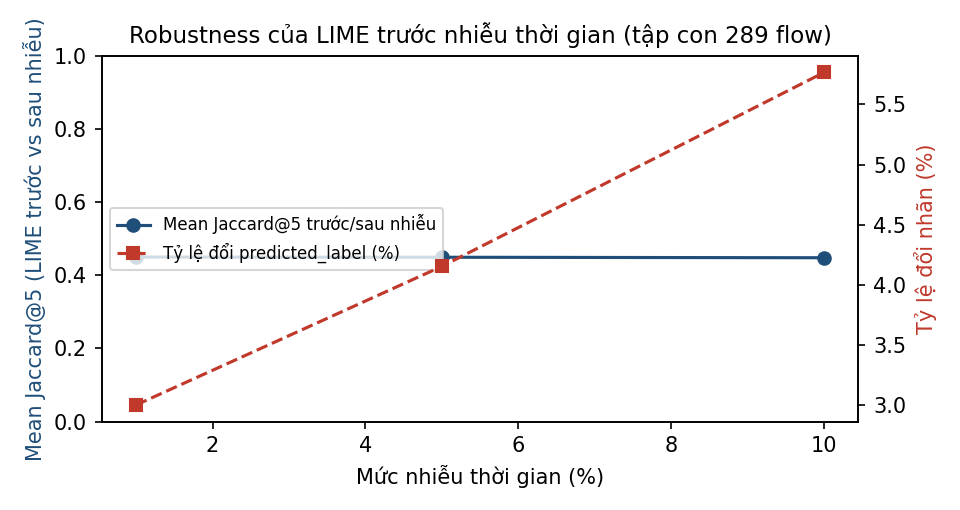 Robustness của LIME trước nhiễu thời gian (tập con 289 flow)
Mean Jaccard@5 (LIME trước vs sau nhiễu)
1.0
0.8
0.6
0.4
0.2
0.0
Mean Jaccard@5 trước/sau nhiễu
Tỷ lệ đổi predicted_label (%)
5.5
5.0
4.5
4.0
3.5
3.0
Tỷ lệ đổi nhãn (%)
2
4
6
8
10
Mức nhiễu thời gian (%)